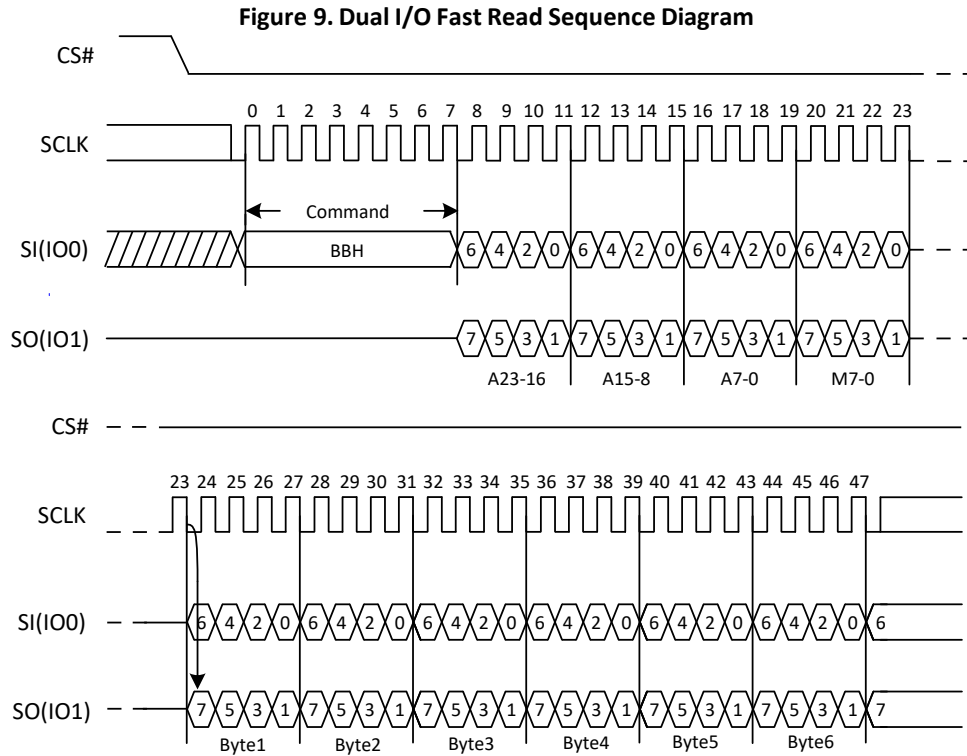 Figure 9. Dual I/O Fast Read Sequence Diagram
CS#
0 1 2 3 4 5 6 7 8 9 10 11 12 13 14 15 16 17 18 19 20 21 22 23
SCLK
Command
SI(IO0) BBH 6 4 2 0 6 4 2 0 6 4 2 0 6 4 2 0
SO(IO1) 7 5 3 1 7 5 3 1 7 5 3 1 7 5 3 1
A23-16 A15-8 A7-0 M7-0
CS#
23 24 25 26 27 28 29 30 31 32 33 34 35 36 37 38 39 40 41 42 43 44 45 46 47
SCLK
SI(IO0) 6 4 2 0 6 4 2 0 6 4 2 0 6 4 2 0 6 4 2 0 6 4 2 0 6
SO(IO1) 7 5 3 1 7 5 3 1 7 5 3 1 7 5 3 1 7 5 3 1 7 5 3 1 7
Byte1 Byte2 Byte3 Byte4 Byte5 Byte6